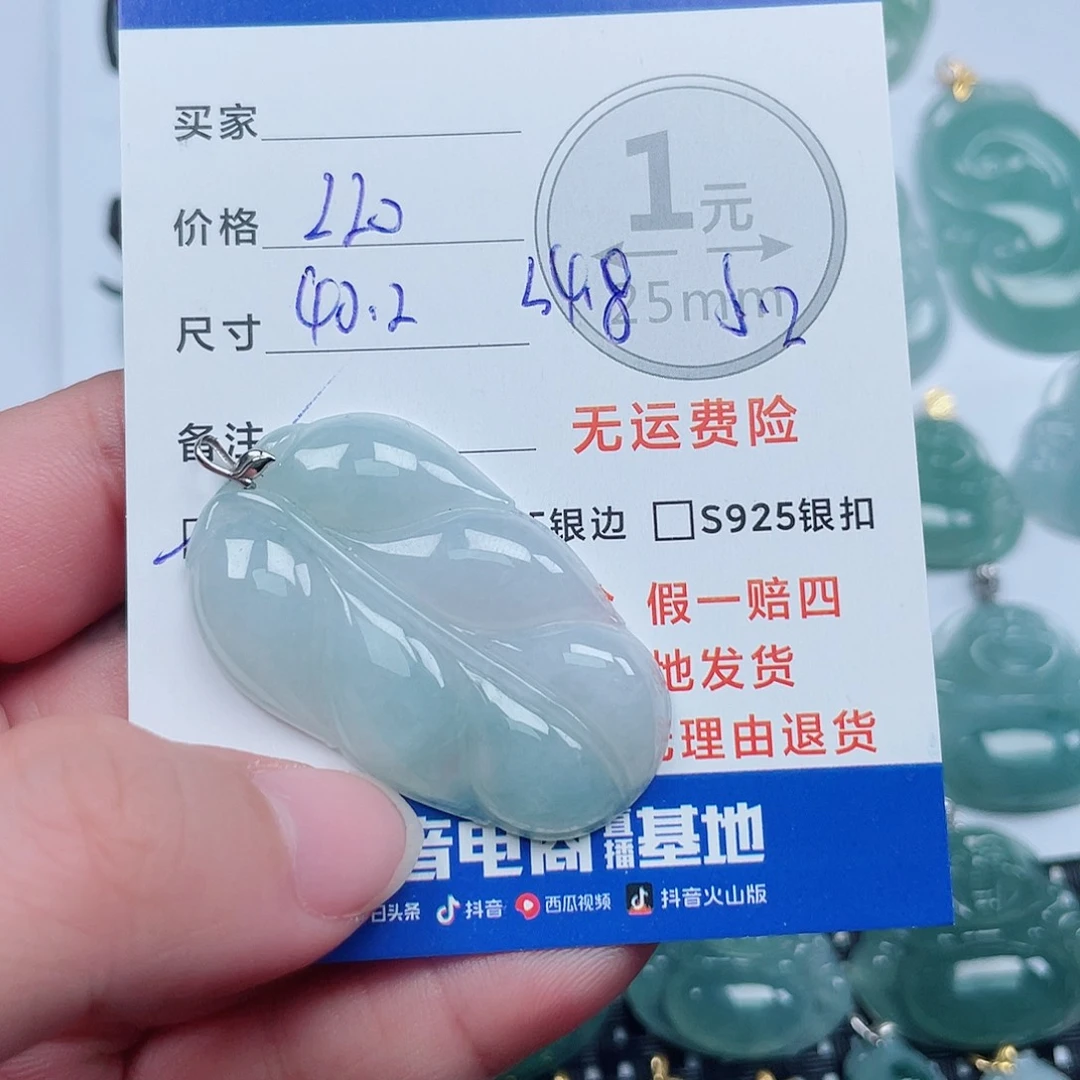 买家
1元
价格 220
25mm
尺寸 40.2 24.8 5.2
备注
无运费险
银边 □S925银扣
假一赔四
地发货
理由退货
音电商直播基地
日头条 抖音 西瓜视频 抖音火山版